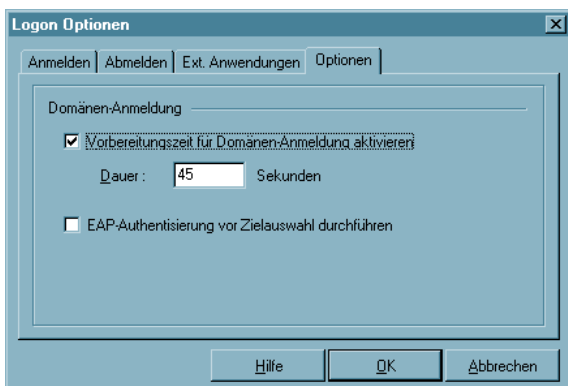 Logon Optionen
Anmelden Abmelden Ext. Anwendungen Optionen
Domänen-Anmeldung
Vorbereitungszeit für Domänen-Anmeldung aktivieren
Dauer : 45 Sekunden
EAP-Authentisierung vor Zielauswahl durchführen
Hilfe OK Abbrechen